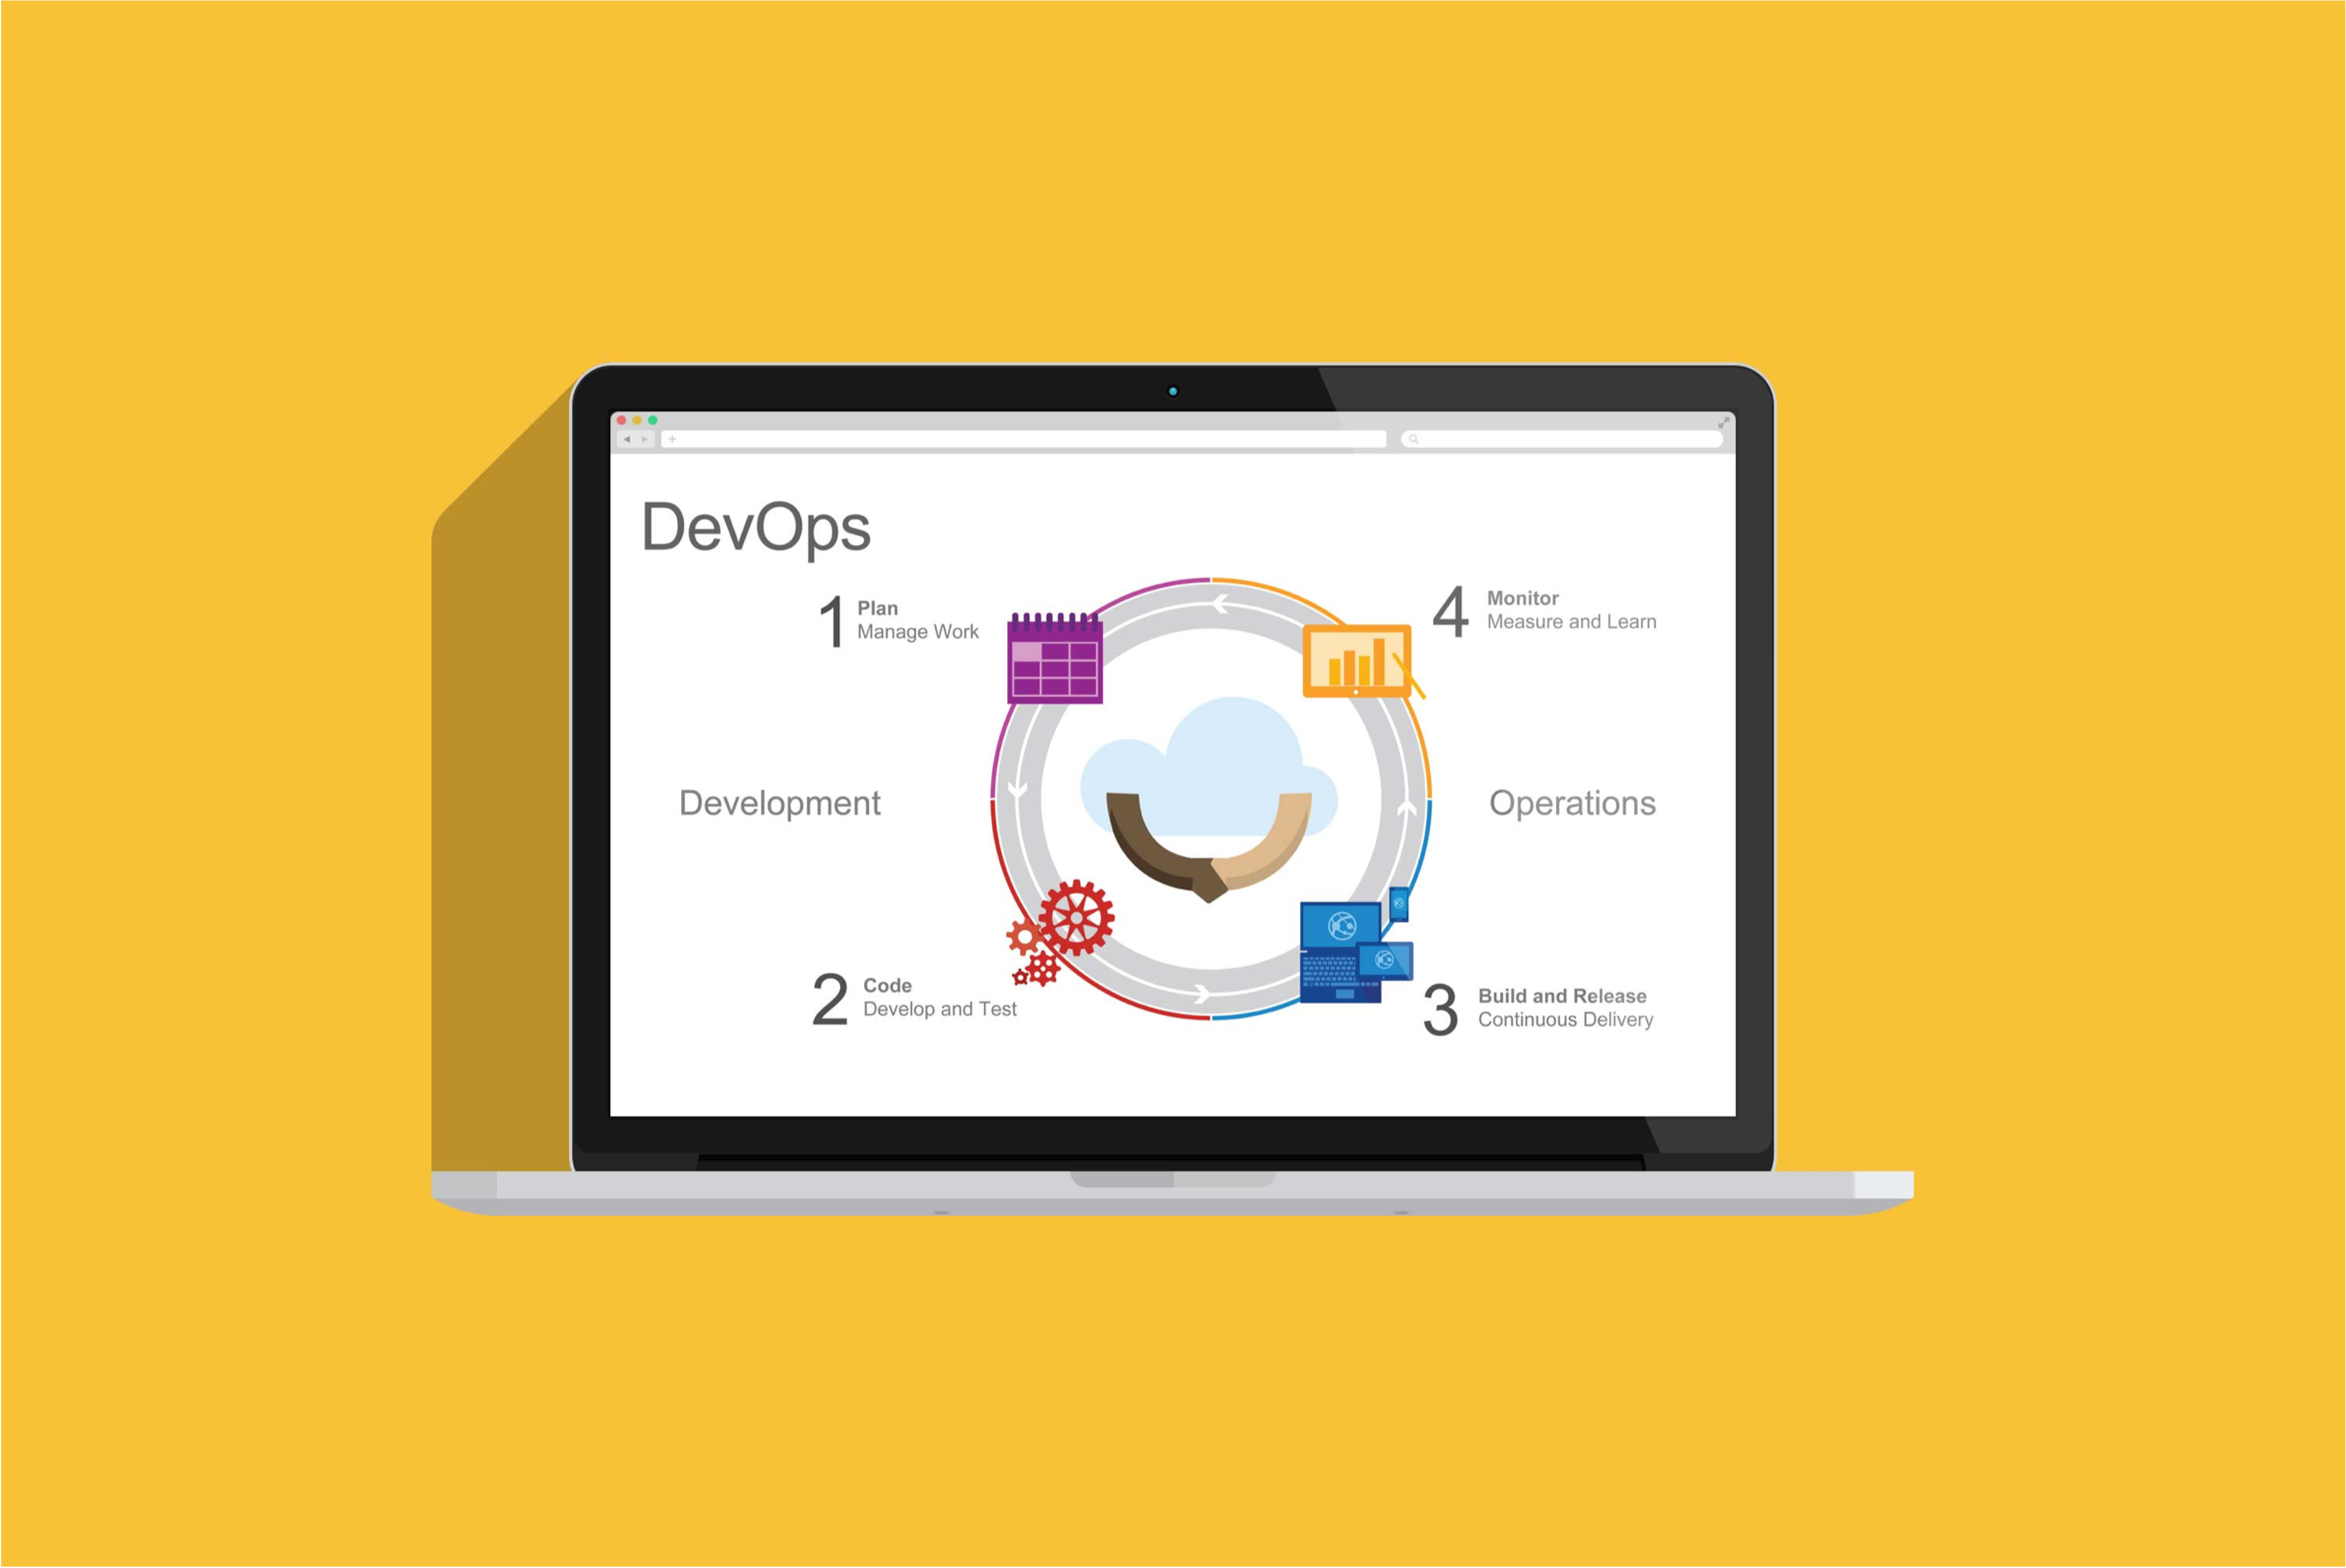 DevOps
1
Plan
Manage Work
4
Monitor
Measure and Learn
Development
Operations
2
Code
Develop and Test
3
Build and Release
Continuous Delivery